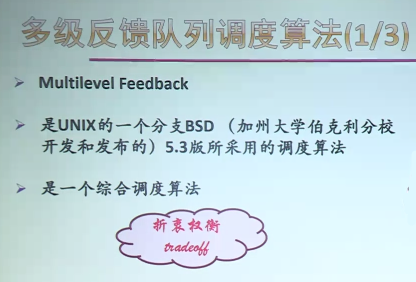 多级反馈队列调度算法(1/3)
Multilevel Feedback
是UNIX的一个分支BSD（加州大学伯克利分校
开发和发布的）5.3版所采用的调度算法
是一个综合调度算法
折衷权衡
tradeoff